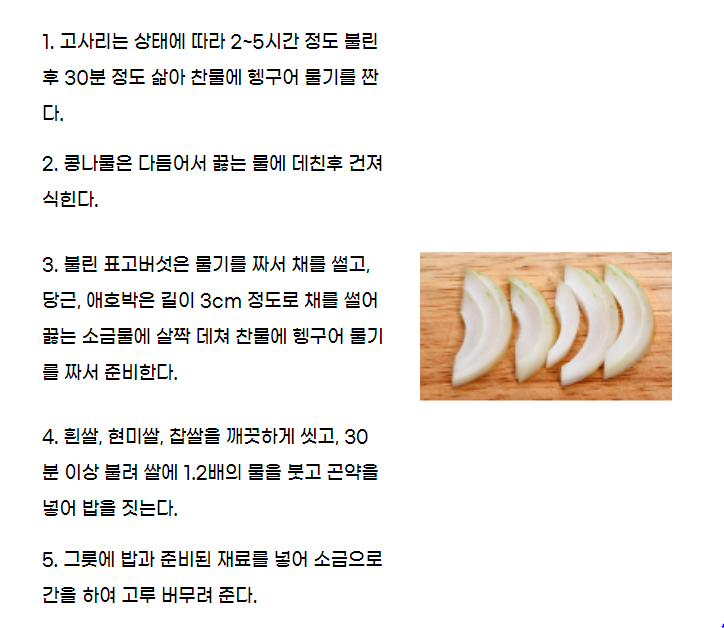 1. 고사리는 상태에 따라 2~5시간 정도 불린
후 30분 정도 삶아 찬물에 헹구어 물기를 짠
다.
2. 콩나물은 다듬어서 끓는 물에 데친후 건져
식힌다.
3. 불린 표고버섯은 물기를 짜서 채를 썰고,
당근, 애호박은 길이 3cm 정도로 채를 썰어
끓는 소금물에 살짝 데쳐 찬물에 헹구어 물기
를 짜서 준비한다.
4. 흰쌀, 현미쌀, 찹쌀을 깨끗하게 씻고, 30
분 이상 불려 쌀에 1.2배의 물을 붓고 곤약을
넣어 밥을 짓는다.
5. 그릇에 밥과 준비된 재료를 넣어 소금으로
간을 하여 고루 버무려 준다.